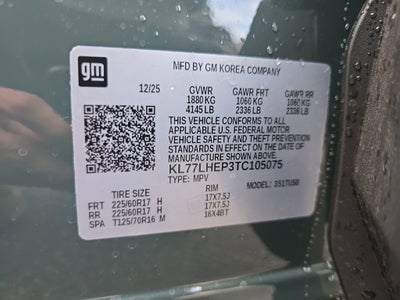 gm
MFD BY GM KOREA COMPANY
12/25 GVWR GAWR FRT GAWR RR
1880 KG 1060 KG 1060 KG
4145 LB 2336 LB 2336 LB
THIS VEHICLE CONFORMS TO ALL
APPLICABLE U.S. FEDERAL MOTOR
VEHICLE SAFETY AND THEFT PREVENTION
STANDARDS IN EFFECT ON THE DATE OF
MANUFACTURE SHOWN ABOVE.
KL77LHEP3TC105075
TYPE: MPV MODEL:
TIRE SIZE RIM
FRT 225/60R17 H 17X7.5J
RR 225/60R17 H 17X7.5J
SPA T125/70R16 M 16X4BT